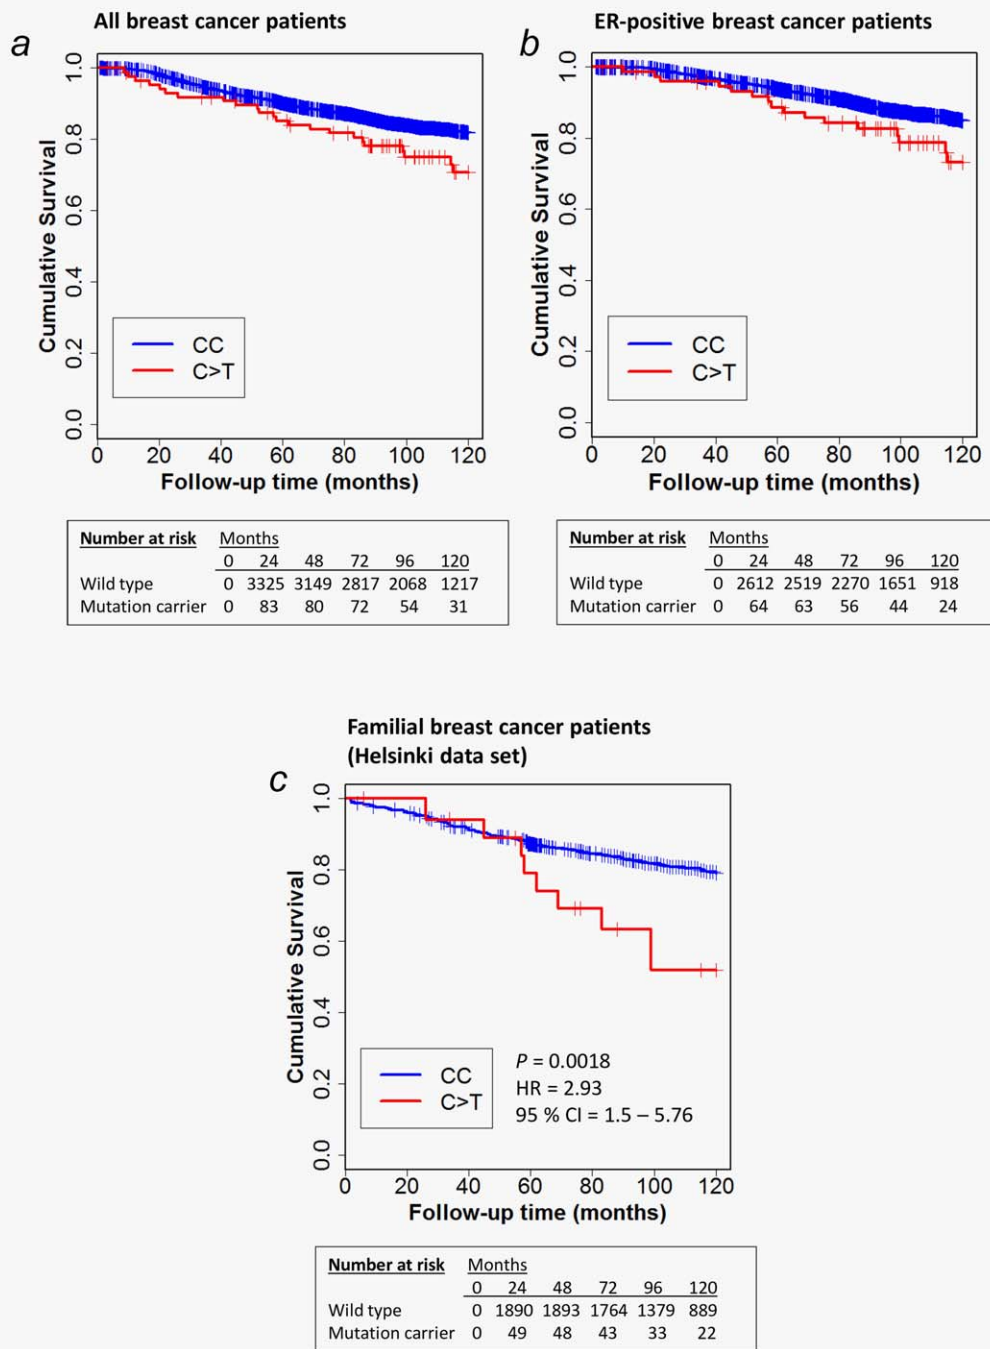 All breast cancer patients
a
1.0
0.8
0.6
0.4
0.2
0.0
Cumulative Survival
CC
C>T
0 20 40 60 80 100 120
Follow-up time (months)
Number at risk Months
0 24 48 72 96 120
Wild type 0 3325 3149 2817 2068 1217
Mutation carrier 0 83 80 72 54 31
ER-positive breast cancer patients
b
1.0
0.8
0.6
0.4
0.2
0.0
Cumulative Survival
CC
C>T
0 20 40 60 80 100 120
Follow-up time (months)
Number at risk Months
0 24 48 72 96 120
Wild type 0 2612 2519 2270 1651 918
Mutation carrier 0 64 63 56 44 24
Familial breast cancer patients
(Helsinki data set)
c
1.0
0.8
0.6
0.4
0.2
0.0
Cumulative Survival
CC
C>T
P = 0.0018
HR = 2.93
95 % CI = 1.5 – 5.76
0 20 40 60 80 100 120
Follow-up time (months)
Number at risk Months
0 24 48 72 96 120
Wild type 0 1890 1893 1764 1379 889
Mutation carrier 0 49 48 43 33 22